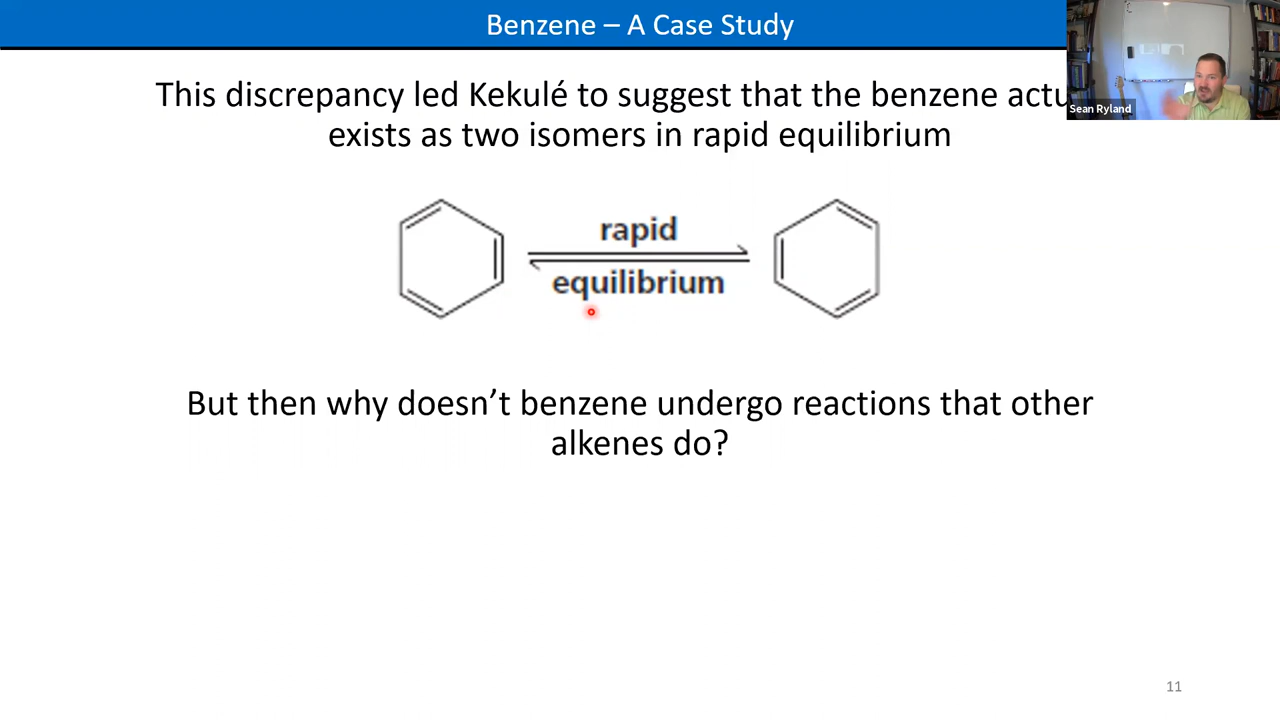 Benzene – A Case Study
This discrepancy led Kekulé to suggest that the benzene
exists as two isomers in rapid equilibrium
rapid
equilibrium
But then why doesn’t benzene undergo reactions that other
alkenes do?
Sean Ryland
11